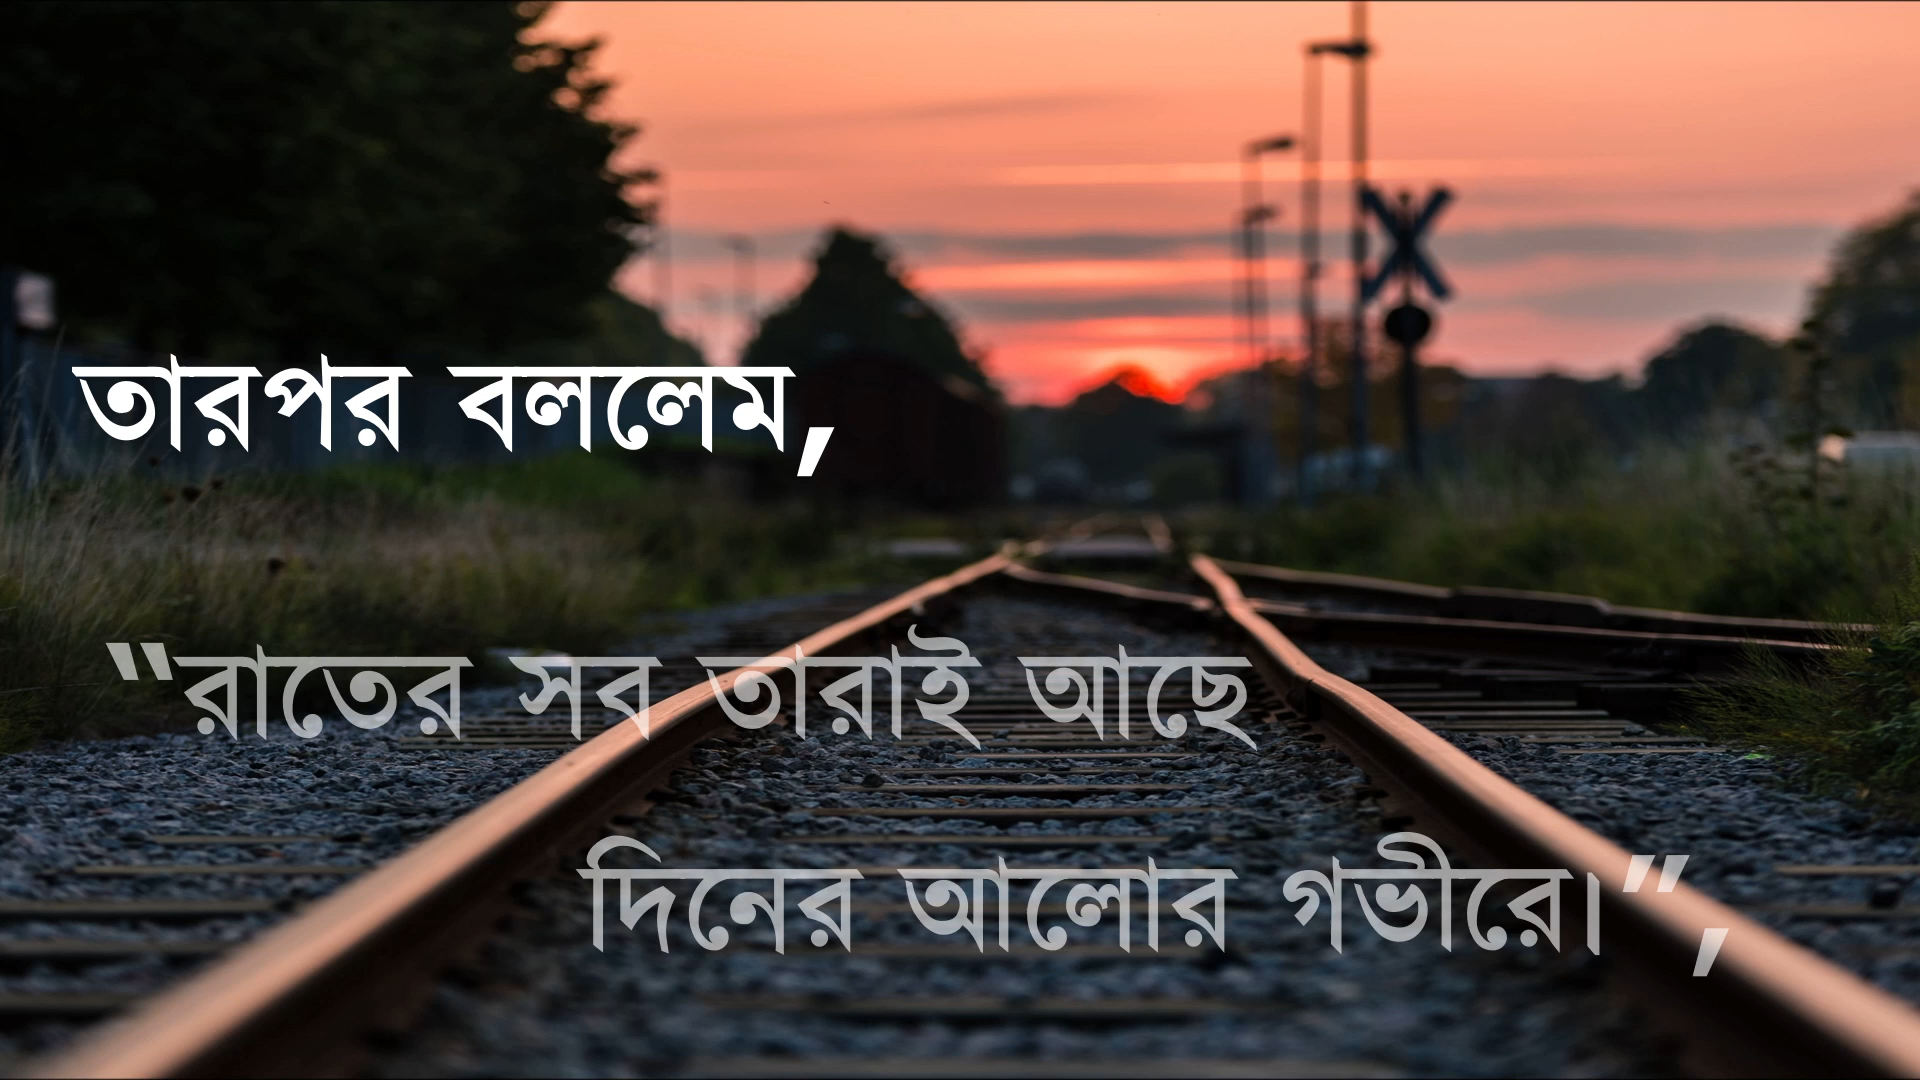 তারপর বললেম,
“রাতের সব তারাই আছে
দিনের আলোর গভীরে।”,